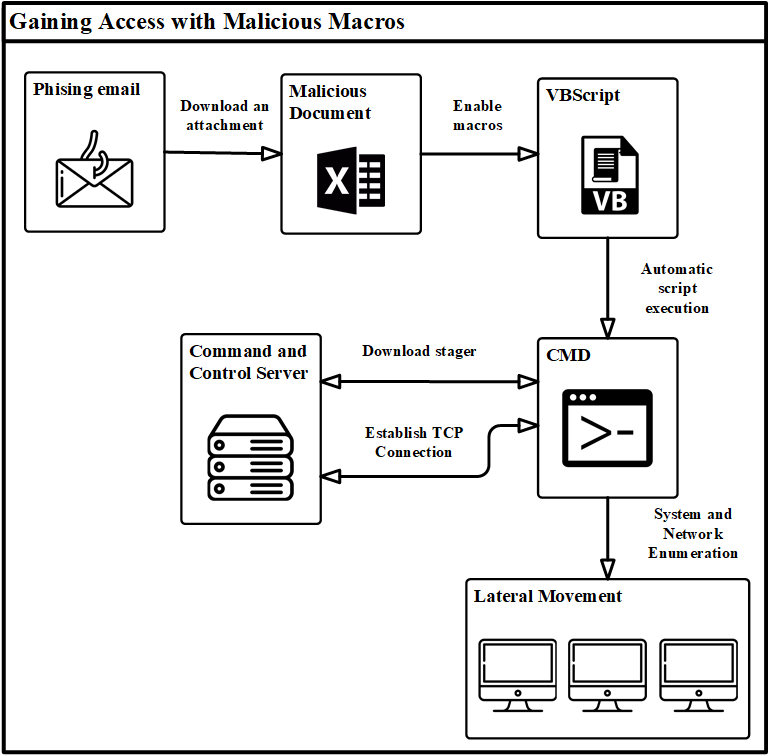 Gaining Access with Malicious Macros
Phising email
Download an
attachment
Malicious
Document
X
Enable
macros
VBScript
VB
Automatic
script
execution
Command and
Control Server
Download stager
Establish TCP
Connection
CMD
>-
System and
Network
Enumeration
Lateral Movement